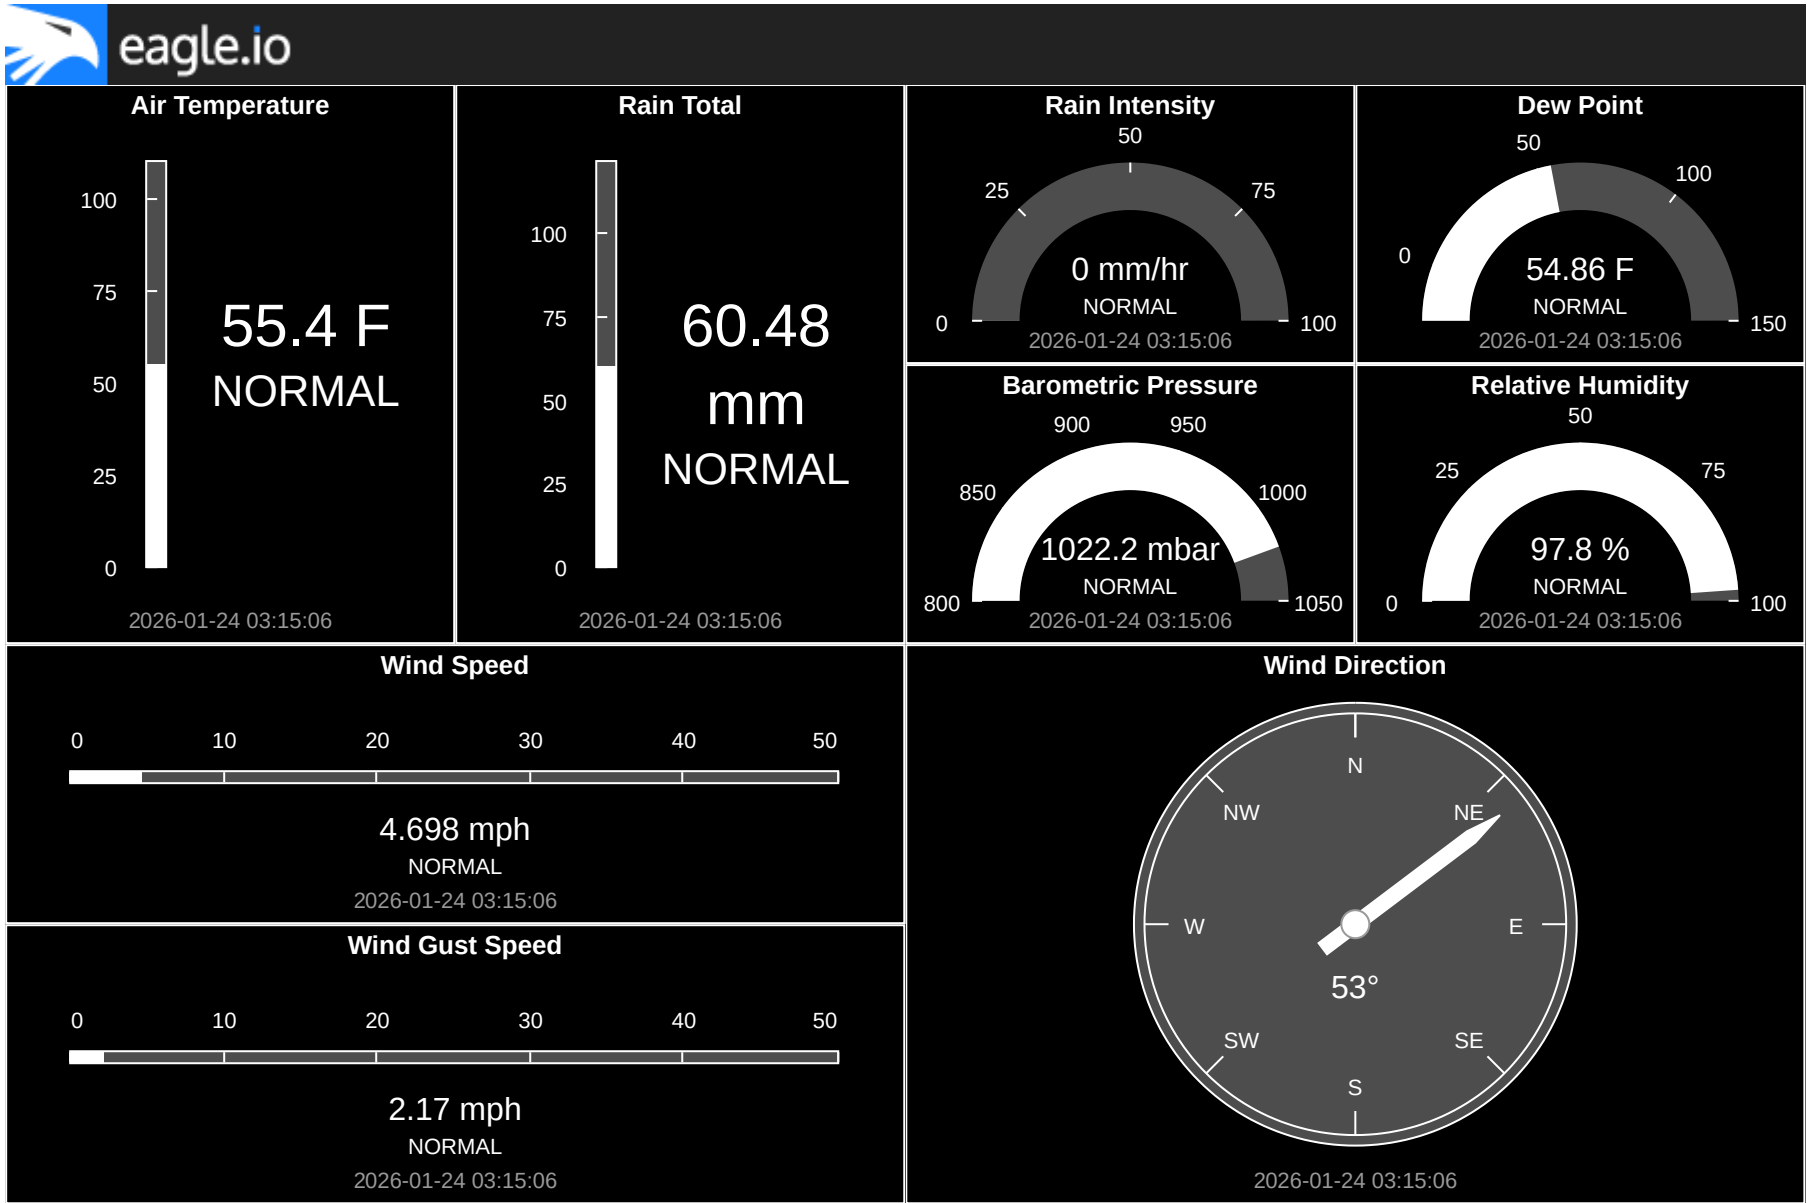 eagle.io
Air Temperature
100
75
50
25
0
55.4 F
NORMAL
2026-01-24 03:15:06
Rain Total
100
75
50
25
0
60.48
mm
NORMAL
2026-01-24 03:15:06
Rain Intensity
0
25
50
75
100
0 mm/hr
NORMAL
2026-01-24 03:15:06
Dew Point
0
50
100
150
54.86 F
NORMAL
2026-01-24 03:15:06
Barometric Pressure
800
850
900
950
1000
1050
1022.2 mbar
NORMAL
2026-01-24 03:15:06
Relative Humidity
0
25
50
75
100
97.8 %
NORMAL
2026-01-24 03:15:06
Wind Speed
0 10 20 30 40 50
4.698 mph
NORMAL
2026-01-24 03:15:06
Wind Gust Speed
0 10 20 30 40 50
2.17 mph
NORMAL
2026-01-24 03:15:06
Wind Direction
N
NW NE
W E
53°
SW SE
S
2026-01-24 03:15:06